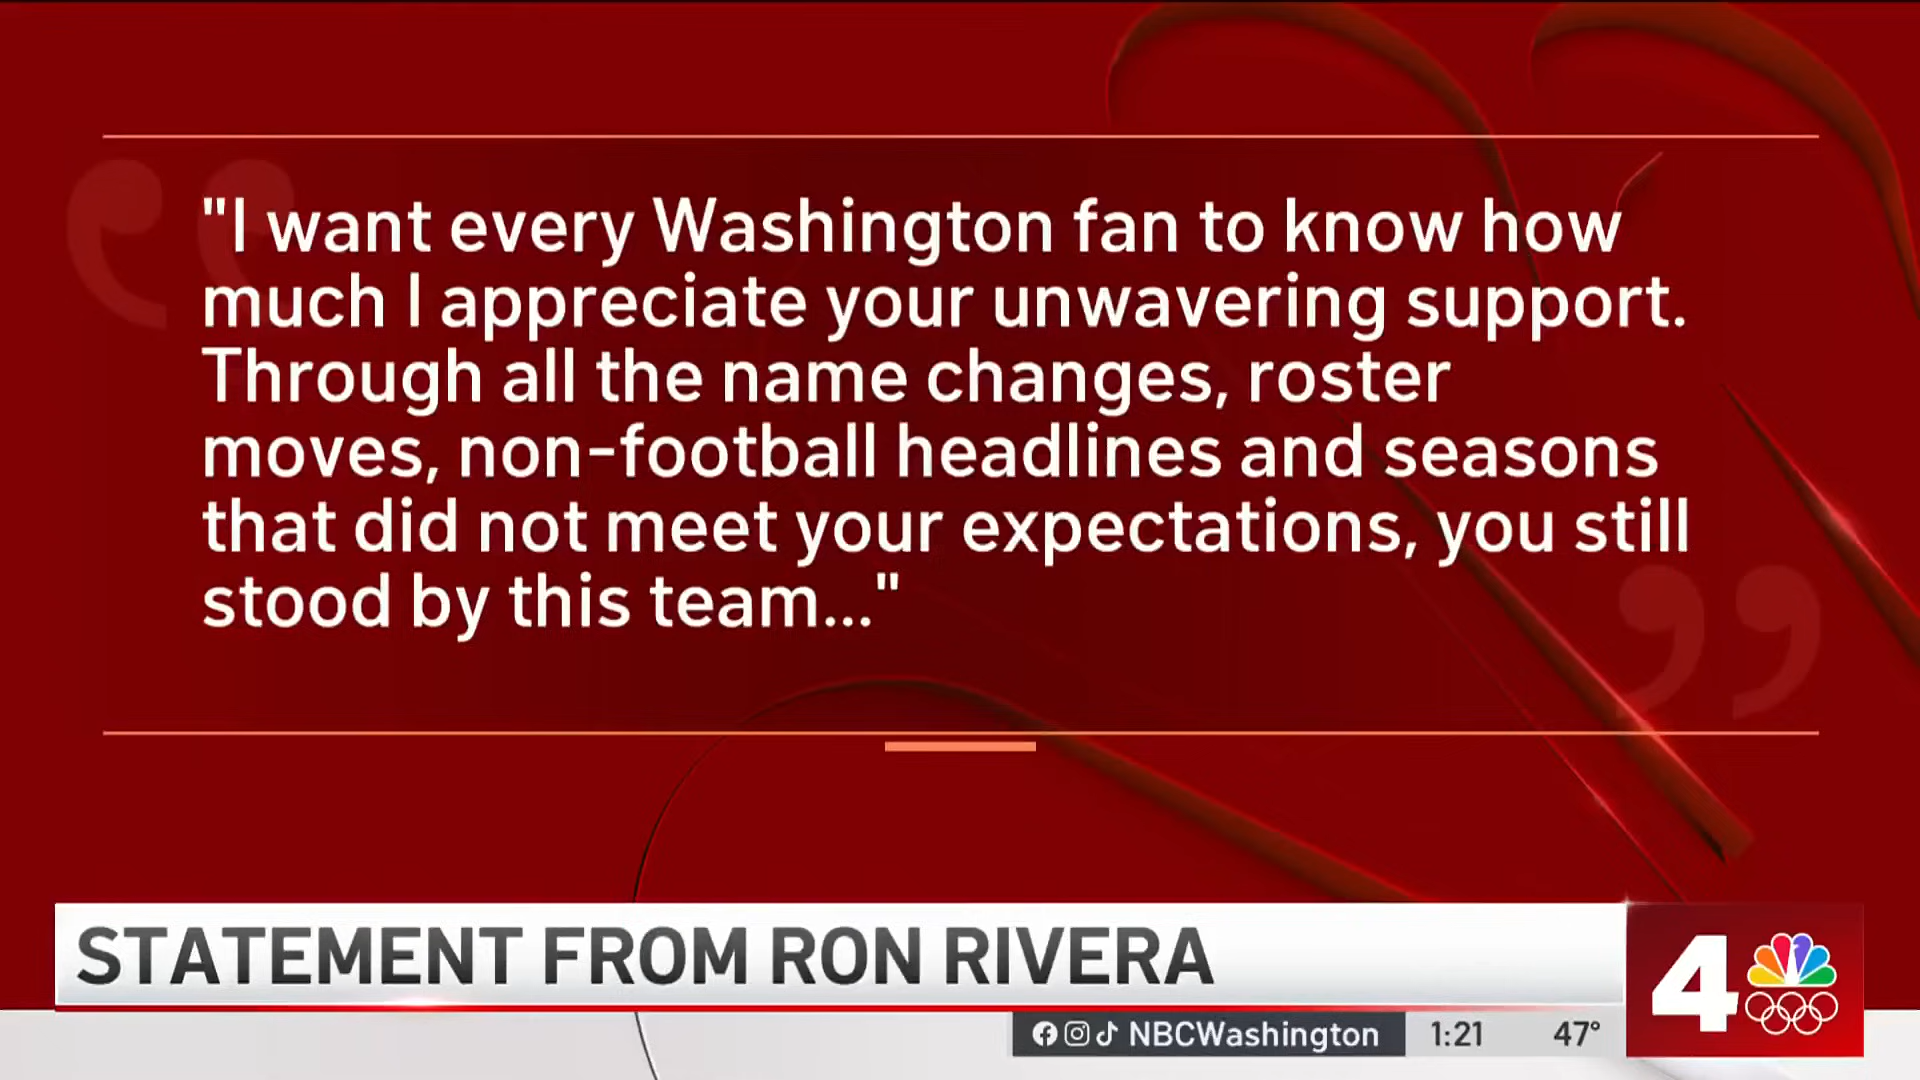 "I want every Washington fan to know how
much I appreciate your unwavering support.
Through all the name changes, roster
moves, non-football headlines and seasons
that did not meet your expectations, you still
stood by this team..."
STATEMENT FROM RON RIVERA
4
NBCWashington 1:21 47°